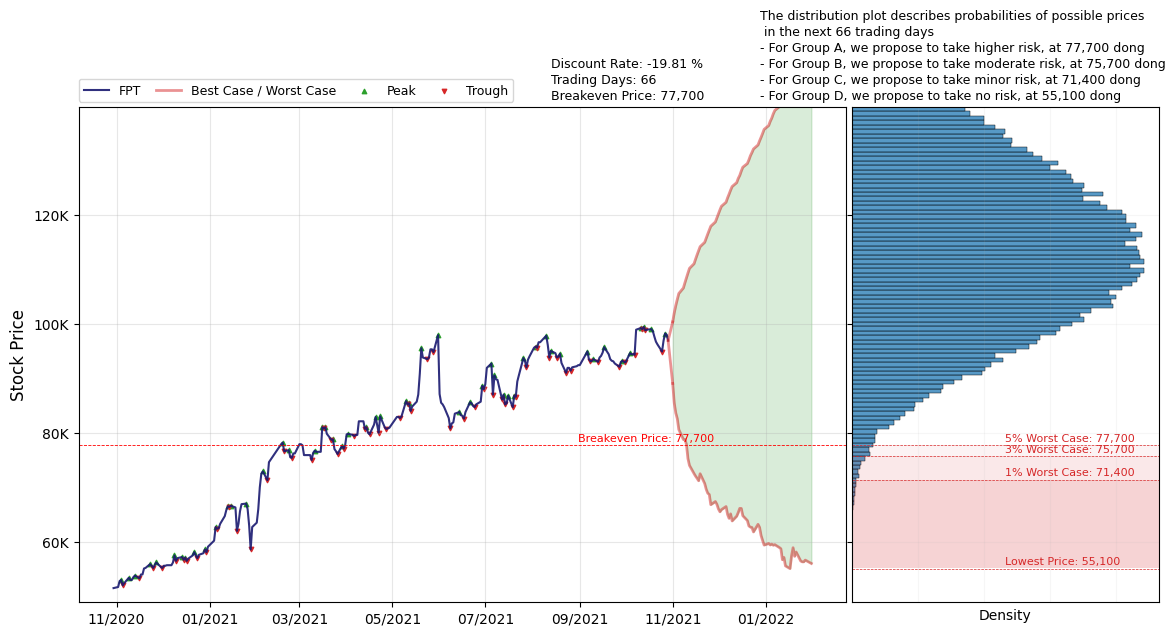 The distribution plot describes probabilities of possible prices
in the next 66 trading days
- For Group A, we propose to take higher risk, at 77,700 dong
- For Group B, we propose to take moderate risk, at 75,700 dong
- For Group C, we propose to take minor risk, at 71,400 dong
- For Group D, we propose to take no risk, at 55,100 dong
Discount Rate: -19.81 %
Trading Days: 66
Breakeven Price: 77,700
FPT
Best Case / Worst Case
Peak
Trough
Stock Price
120K
100K
80K
60K
Breakeven Price: 77,700
5% Worst Case: 77,700
3% Worst Case: 75,700
1% Worst Case: 71,400
Lowest Price: 55,100
11/2020
01/2021
03/2021
05/2021
07/2021
09/2021
11/2021
01/2022
Density